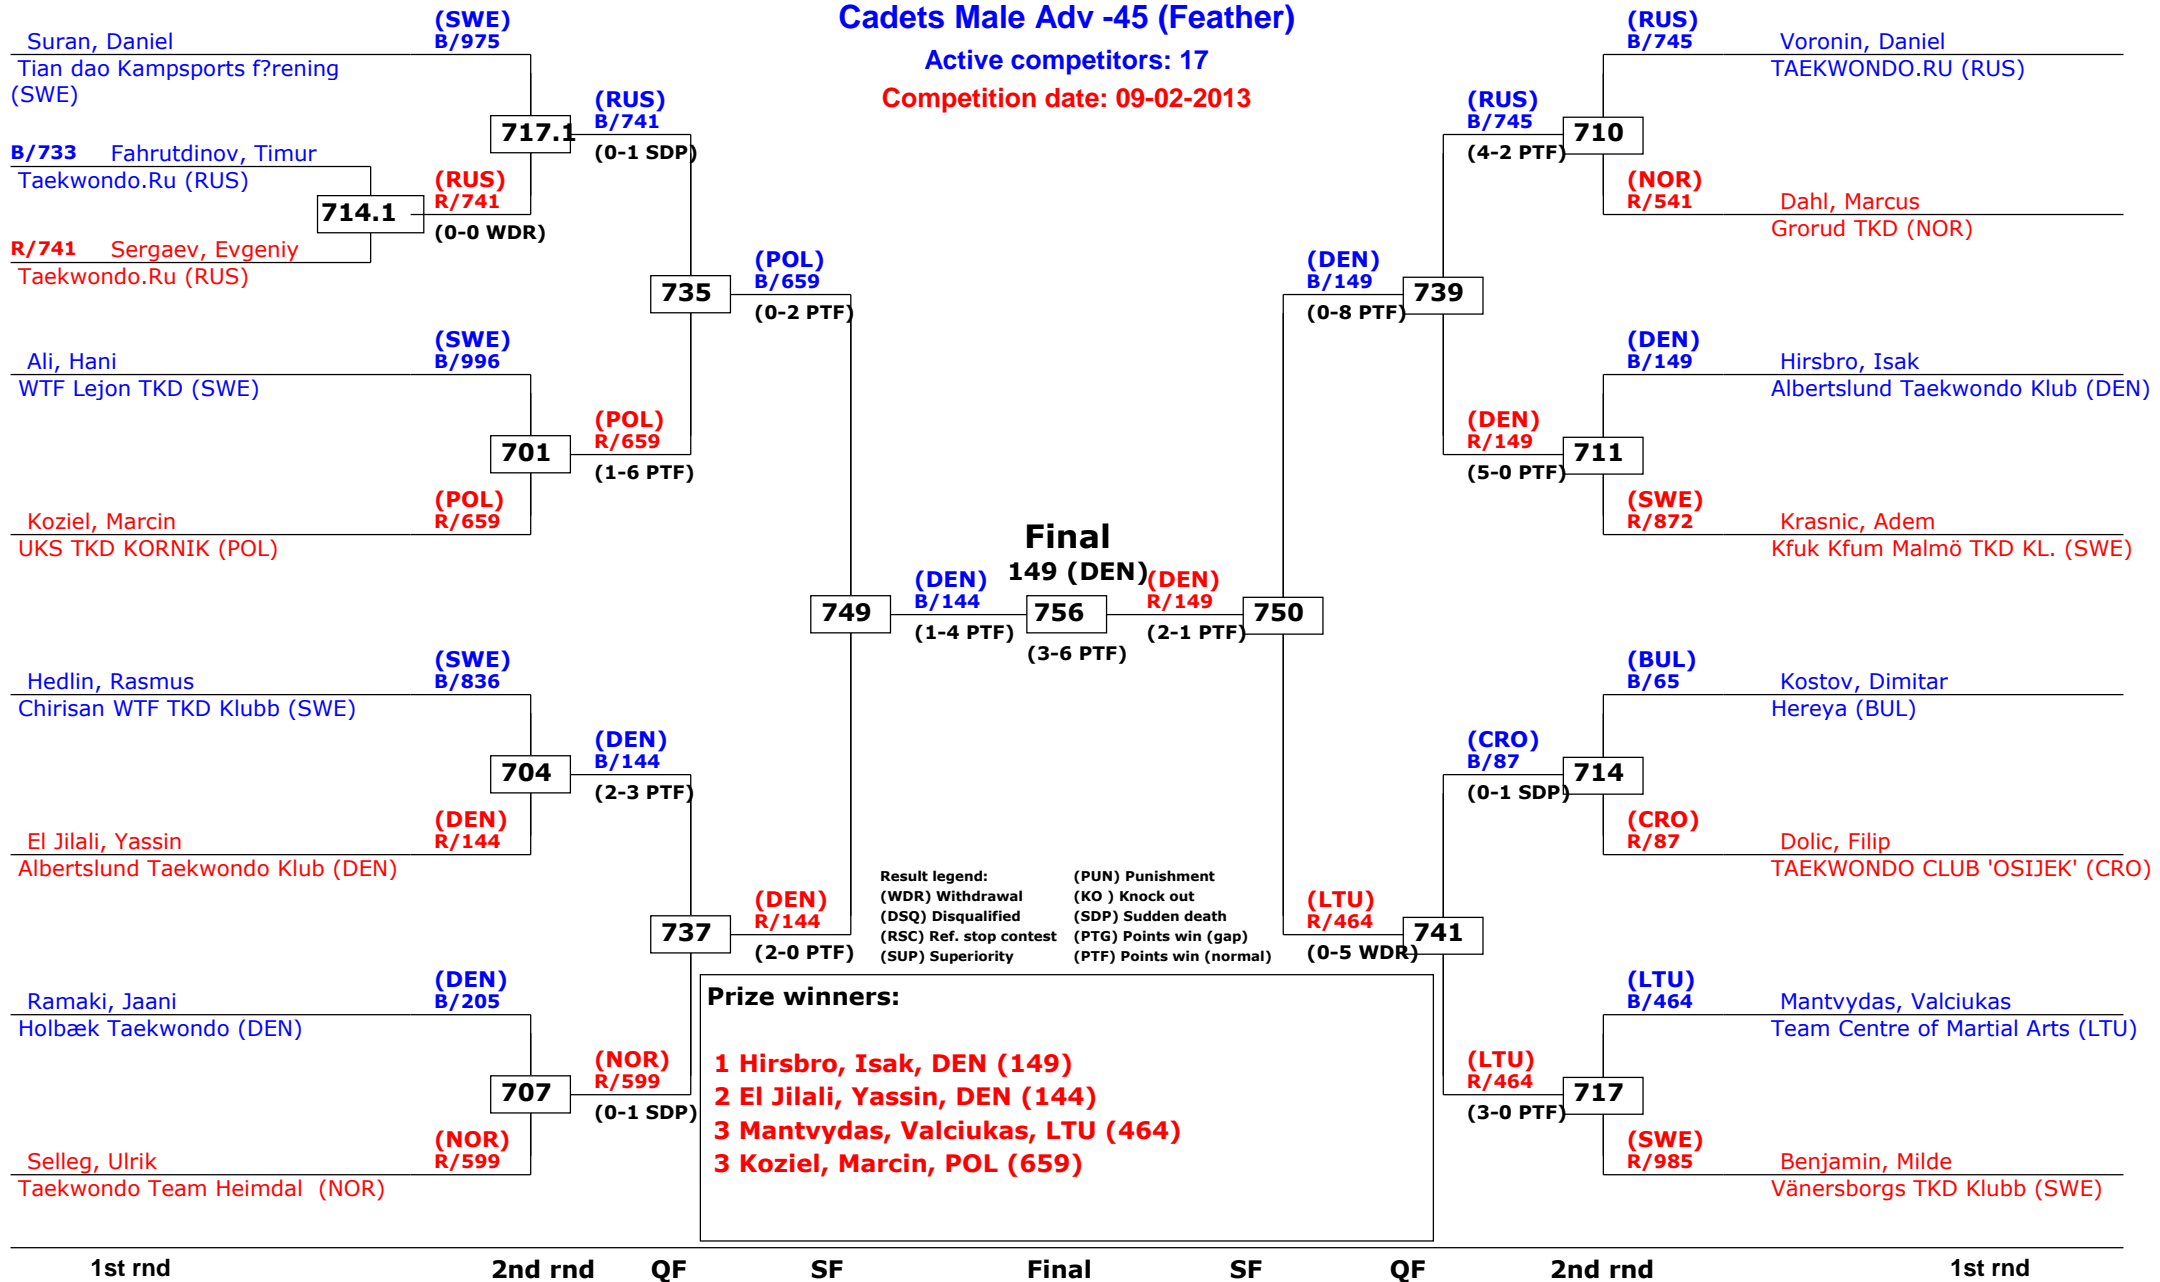 Cadets Male Adv -45 (Feather)
Active competitors: 17
Competition date: 09-02-2013
(SWE)
Suran, Daniel B/975
Tian dao Kampsports f?rening
(SWE)
B/733 Fahrutdinov, Timur
Taekwondo.Ru (RUS)
714.1
R/741 Sergaev, Evgeniy
Taekwondo.Ru (RUS)
(RUS)
R/741
(0-0 WDR)
717.1
(RUS)
B/741
(0-1 SDP)
(SWE)
Ali, Hani B/996
WTF Lejon TKD (SWE)
701
(POL)
Koziel, Marcin R/659
UKS TKD KORNIK (POL)
(POL)
R/659
(1-6 PTF)
735
(POL)
B/659
(0-2 PTF)
(SWE)
Hedlin, Rasmus B/836
Chirisan WTF TKD Klubb (SWE)
704
(DEN)
El Jilali, Yassin R/144
Albertslund Taekwondo Klub (DEN)
(DEN)
B/144
(2-3 PTF)
(DEN)
Ramaki, Jaani B/205
Holbæk Taekwondo (DEN)
707
(NOR)
Selleg, Ulrik R/599
Taekwondo Team Heimdal (NOR)
(NOR)
R/599
(0-1 SDP)
737
(DEN)
R/144
(2-0 PTF)
749
(DEN)
B/144
(1-4 PTF)
Final
149 (DEN)
756
(3-6 PTF)
(DEN)
R/149
(2-1 PTF)
750
(DEN)
B/149
(0-8 PTF)
739
(RUS)
B/745
(4-2 PTF)
710
(RUS)
B/745 Voronin, Daniel
TAEKWONDO.RU (RUS)
(NOR)
R/541 Dahl, Marcus
Grorud TKD (NOR)
(DEN)
R/149
(5-0 PTF)
711
(DEN)
B/149 Hirsbro, Isak
Albertslund Taekwondo Klub (DEN)
(SWE)
R/872 Krasnic, Adem
Kfuk Kfum Malmö TKD KL. (SWE)
(LTU)
R/464
(0-5 WDR)
741
(CRO)
B/87
(0-1 SDP)
714
(BUL)
B/65 Kostov, Dimitar
Hereya (BUL)
(CRO)
R/87 Dolic, Filip
TAEKWONDO CLUB 'OSIJEK' (CRO)
(LTU)
R/464
(3-0 PTF)
717
(LTU)
B/464 Mantvydas, Valciukas
Team Centre of Martial Arts (LTU)
(SWE)
R/985 Benjamin, Milde
Vänersborgs TKD Klubb (SWE)
Result legend: (PUN) Punishment
(WDR) Withdrawal (KO ) Knock out
(DSQ) Disqualified (SDP) Sudden death
(RSC) Ref. stop contest (PTG) Points win (gap)
(SUP) Superiority (PTF) Points win (normal)
Prize winners:
1 Hirsbro, Isak, DEN (149)
2 El Jilali, Yassin, DEN (144)
3 Mantvydas, Valciukas, LTU (464)
3 Koziel, Marcin, POL (659)
1st rnd 2nd rnd QF SF Final SF QF 2nd rnd 1st rnd